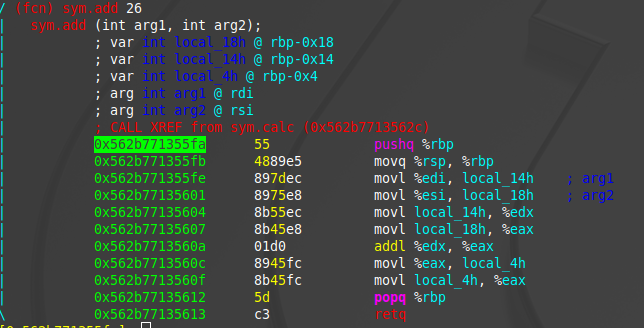 / (fcn) sym.add 26
|   sym.add (int arg1, int arg2);
|           ; var int local_18h @ rbp-0x18
|           ; var int local_14h @ rbp-0x14
|           ; var int local_4h @ rbp-0x4
|           ; arg int arg1 @ rdi
|           ; arg int arg2 @ rsi
|           ; CALL XREF from sym.calc (0x562b7713562c)
|           0x562b771355fa      55             pushq %rbp
|           0x562b771355fb      4889e5         movq %rsp, %rbp
|           0x562b771355fe      897dec         movl %edi, local_14h    ; arg1
|           0x562b77135601      8975e8         movl %esi, local_18h    ; arg2
|           0x562b77135604      8b55ec         movl local_14h, %edx
|           0x562b77135607      8b45e8         movl local_18h, %eax
|           0x562b7713560a      01d0           addl %edx, %eax
|           0x562b7713560c      8945fc         movl %eax, local_4h
|           0x562b7713560f      8b45fc         movl local_4h, %eax
|           0x562b77135612      5d             popq %rbp
\           0x562b77135613      c3             retq